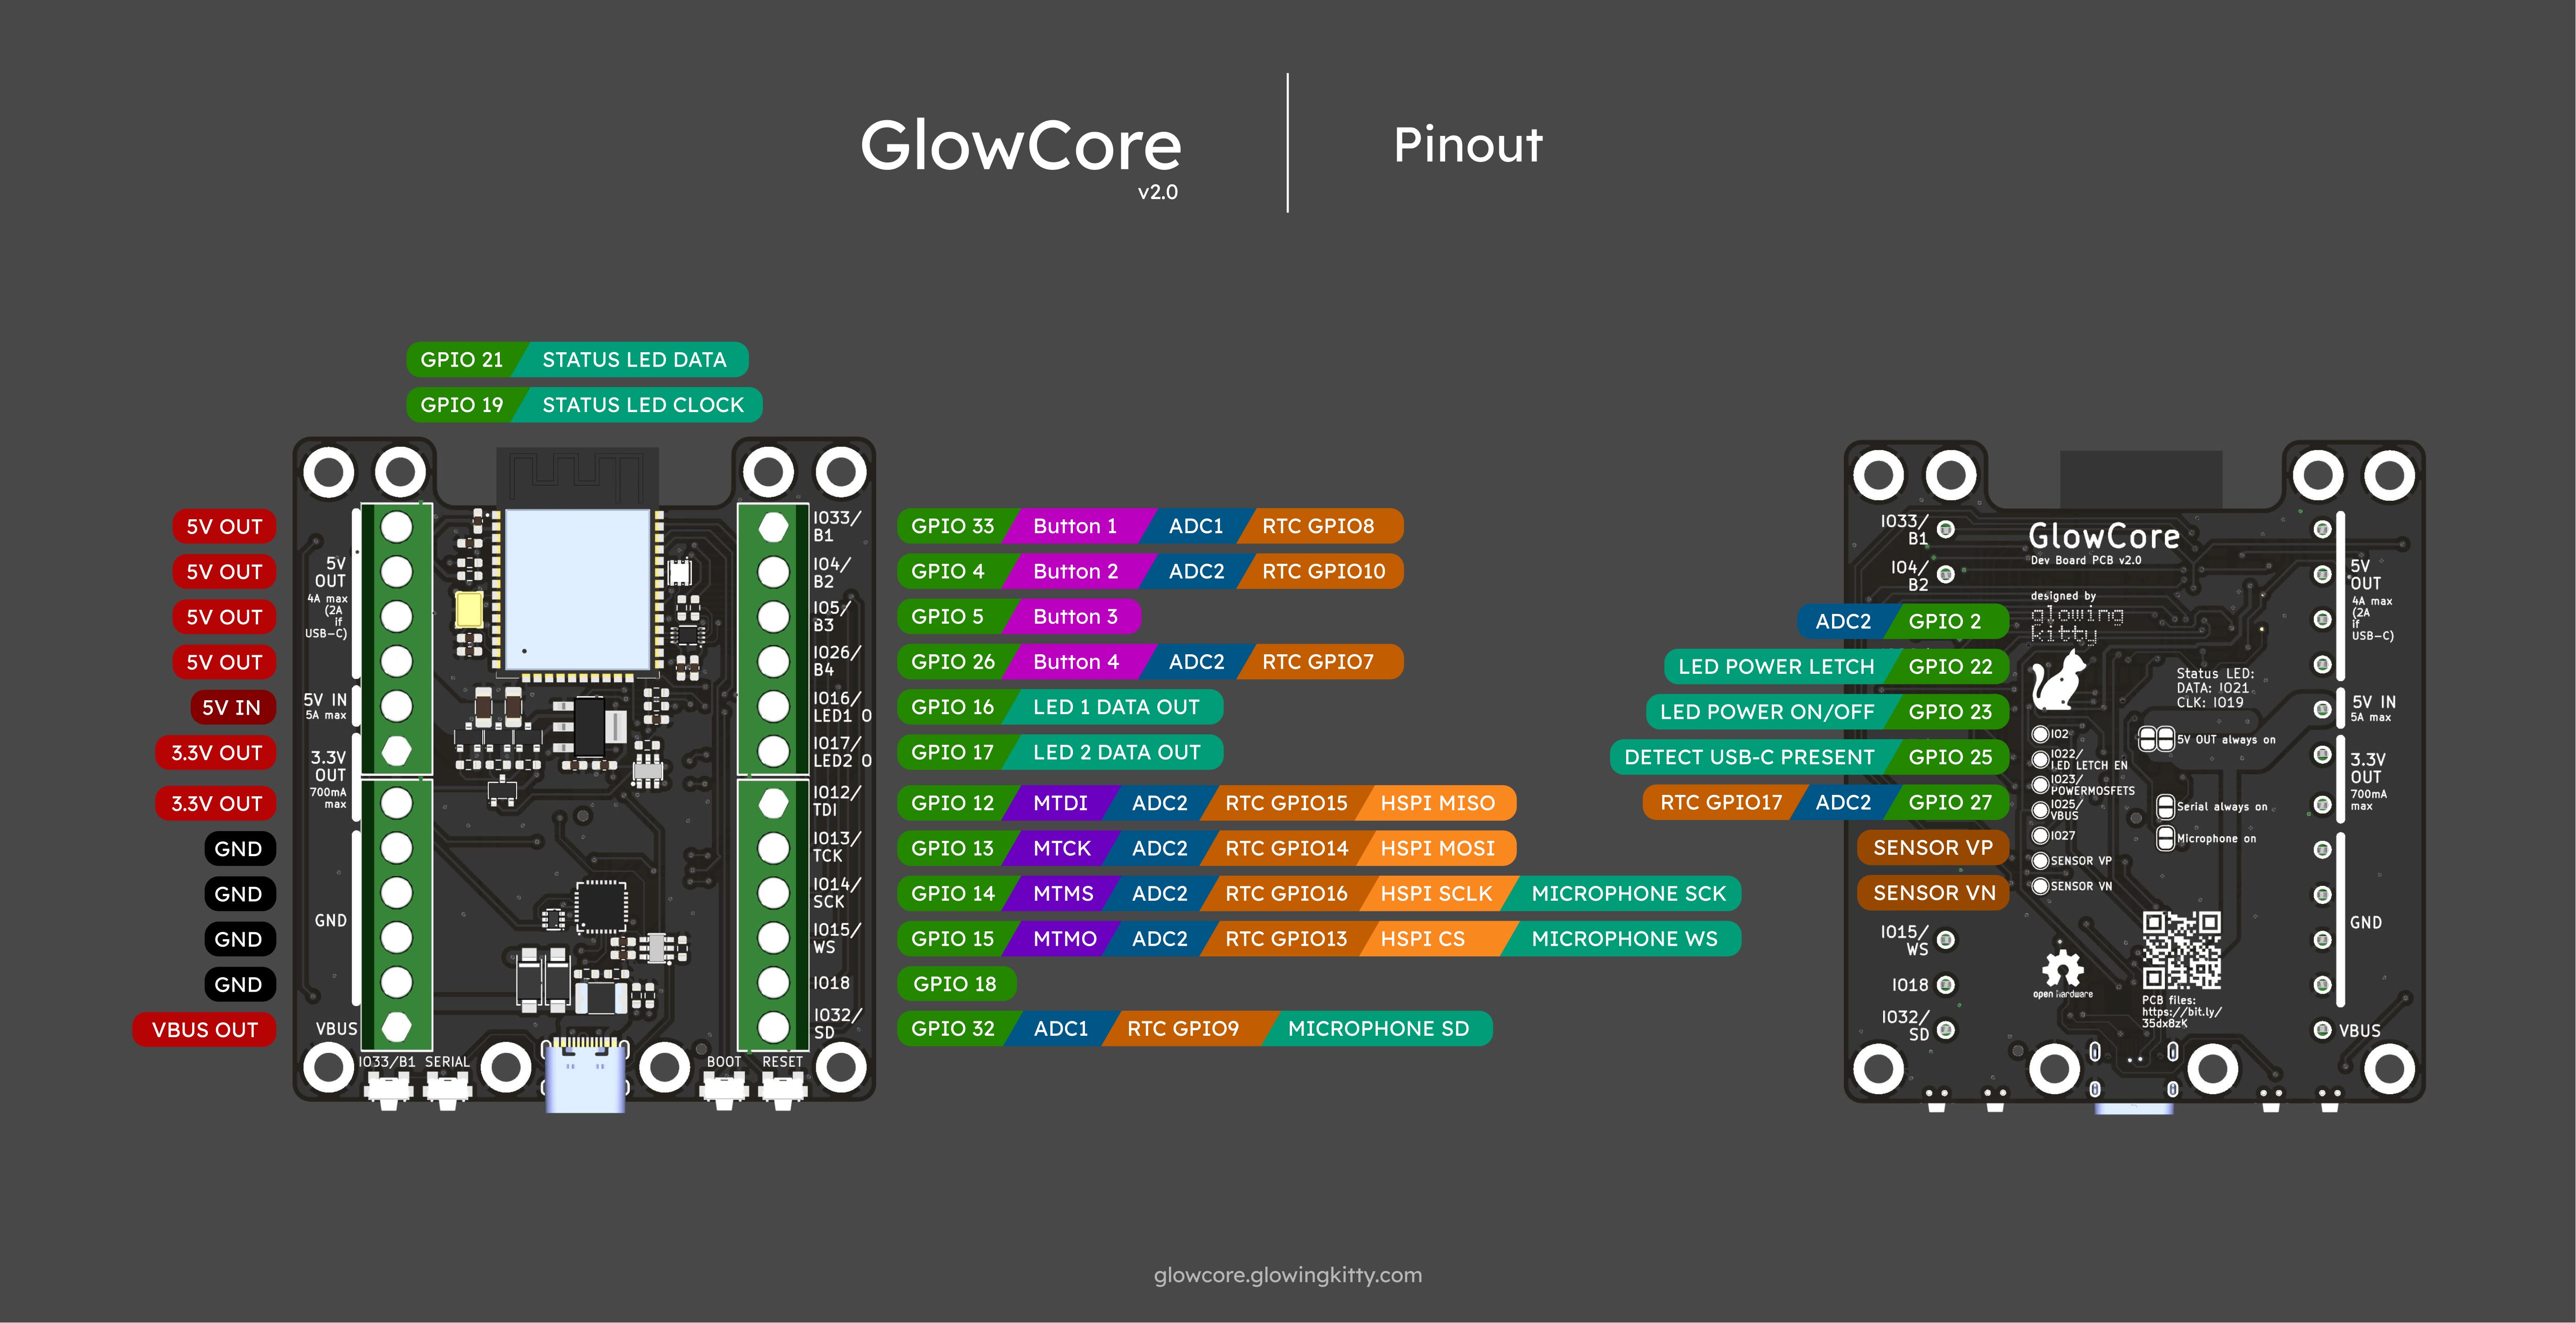 GlowCore
v2.0
Pinout
GPIO 21 STATUS LED DATA
GPIO 19 STATUS LED CLOCK
5V OUT
5V OUT
5V OUT
5V OUT
5V IN
3.3V OUT
3.3V OUT
GND
GND
GND
GND
VBUS OUT
5V
OUT
4A max
(2A
if
USB-C)
5V IN
5A max
3.3V
OUT
700mA
max
GND
VBUS
IO33/B1 SERIAL
BOOT RESET
IO33/
B1
IO4/
B2
IO5/
B3
IO26/
B4
IO16/
LED1 O
IO17/
LED2 O
IO12/
TDI
IO13/
TCK
IO14/
SCK
IO15/
WS
IO18
IO32/
SD
GPIO 33 Button 1 ADC1 RTC GPIO8
GPIO 4 Button 2 ADC2 RTC GPIO10
GPIO 5 Button 3
GPIO 26 Button 4 ADC2 RTC GPIO7
GPIO 16 LED 1 DATA OUT
GPIO 17 LED 2 DATA OUT
GPIO 12 MTDI ADC2 RTC GPIO15 HSPI MISO
GPIO 13 MTCK ADC2 RTC GPIO14 HSPI MOSI
GPIO 14 MTMS ADC2 RTC GPIO16 HSPI SCLK MICROPHONE SCK
GPIO 15 MTMO ADC2 RTC GPIO13 HSPI CS MICROPHONE WS
GPIO 18
GPIO 32 ADC1 RTC GPIO9 MICROPHONE SD
ADC2 GPIO 2
LED POWER LETCH GPIO 22
LED POWER ON/OFF GPIO 23
DETECT USB-C PRESENT GPIO 25
RTC GPIO17 ADC2 GPIO 27
SENSOR VP
SENSOR VN
IO33/
B1
IO4/
B2
IO15/
WS
IO18
IO32/
SD
GlowCore
Dev Board PCB v2.0
designed by
glowing
kitty
Status LED:
DATA: IO21
CLK: IO19
IO2
IO22/
LED LETCH EN
IO23/
POWERMOSFETS
IO25/
VBUS
IO27
SENSOR VP
SENSOR VN
5V OUT always on
Serial always on
Microphone on
open hardware
PCB files:
https://bit.ly/
35dx8zK
5V
OUT
4A max
(2A
if
USB-C)
5V IN
5A max
3.3V
OUT
700mA
max
GND
VBUS
glowcore.glowingkitty.com